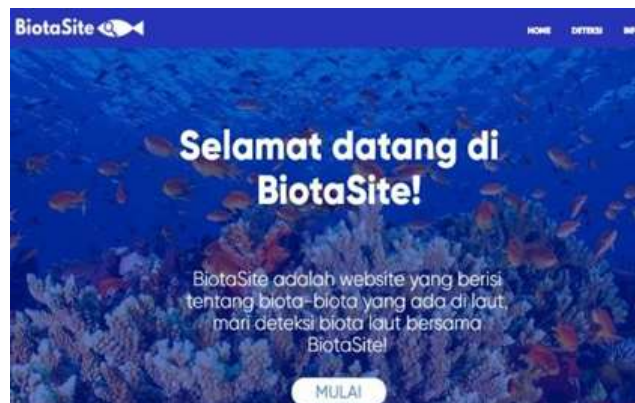 BiotaSite
HOME DETEKSI
Selamat datang di
BiotaSite!
BiotaSite adalah website yang berisi
tentang biota-biota yang ada di laut,
mari deteksi biota laut bersama
BiotaSite!
MULAI